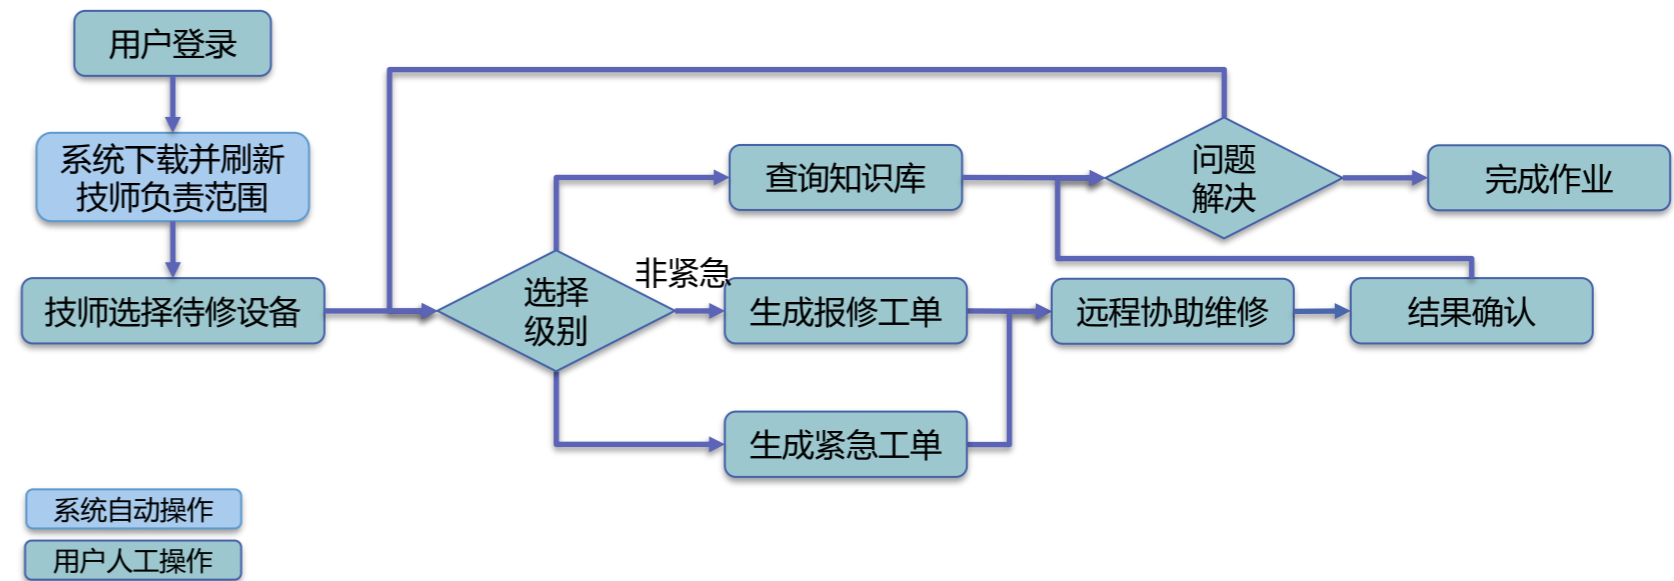 用户登录
系统下载并刷新
技师负责范围
技师选择待修设备
选择
级别
非紧急
查询知识库
生成报修工单
生成紧急工单
问题
解决
完成作业
远程协助维修
结果确认
系统自动操作
用户人工操作